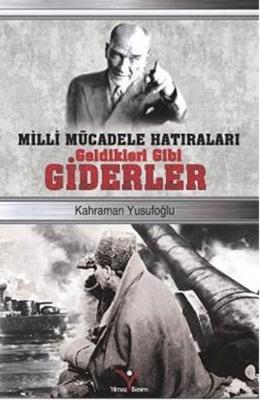 MİLLİ MÜCADELE HATIRALARI
Geldikleri Gibi
GİDERLER
Kahraman Yusufoğlu
Yılmaz Basım